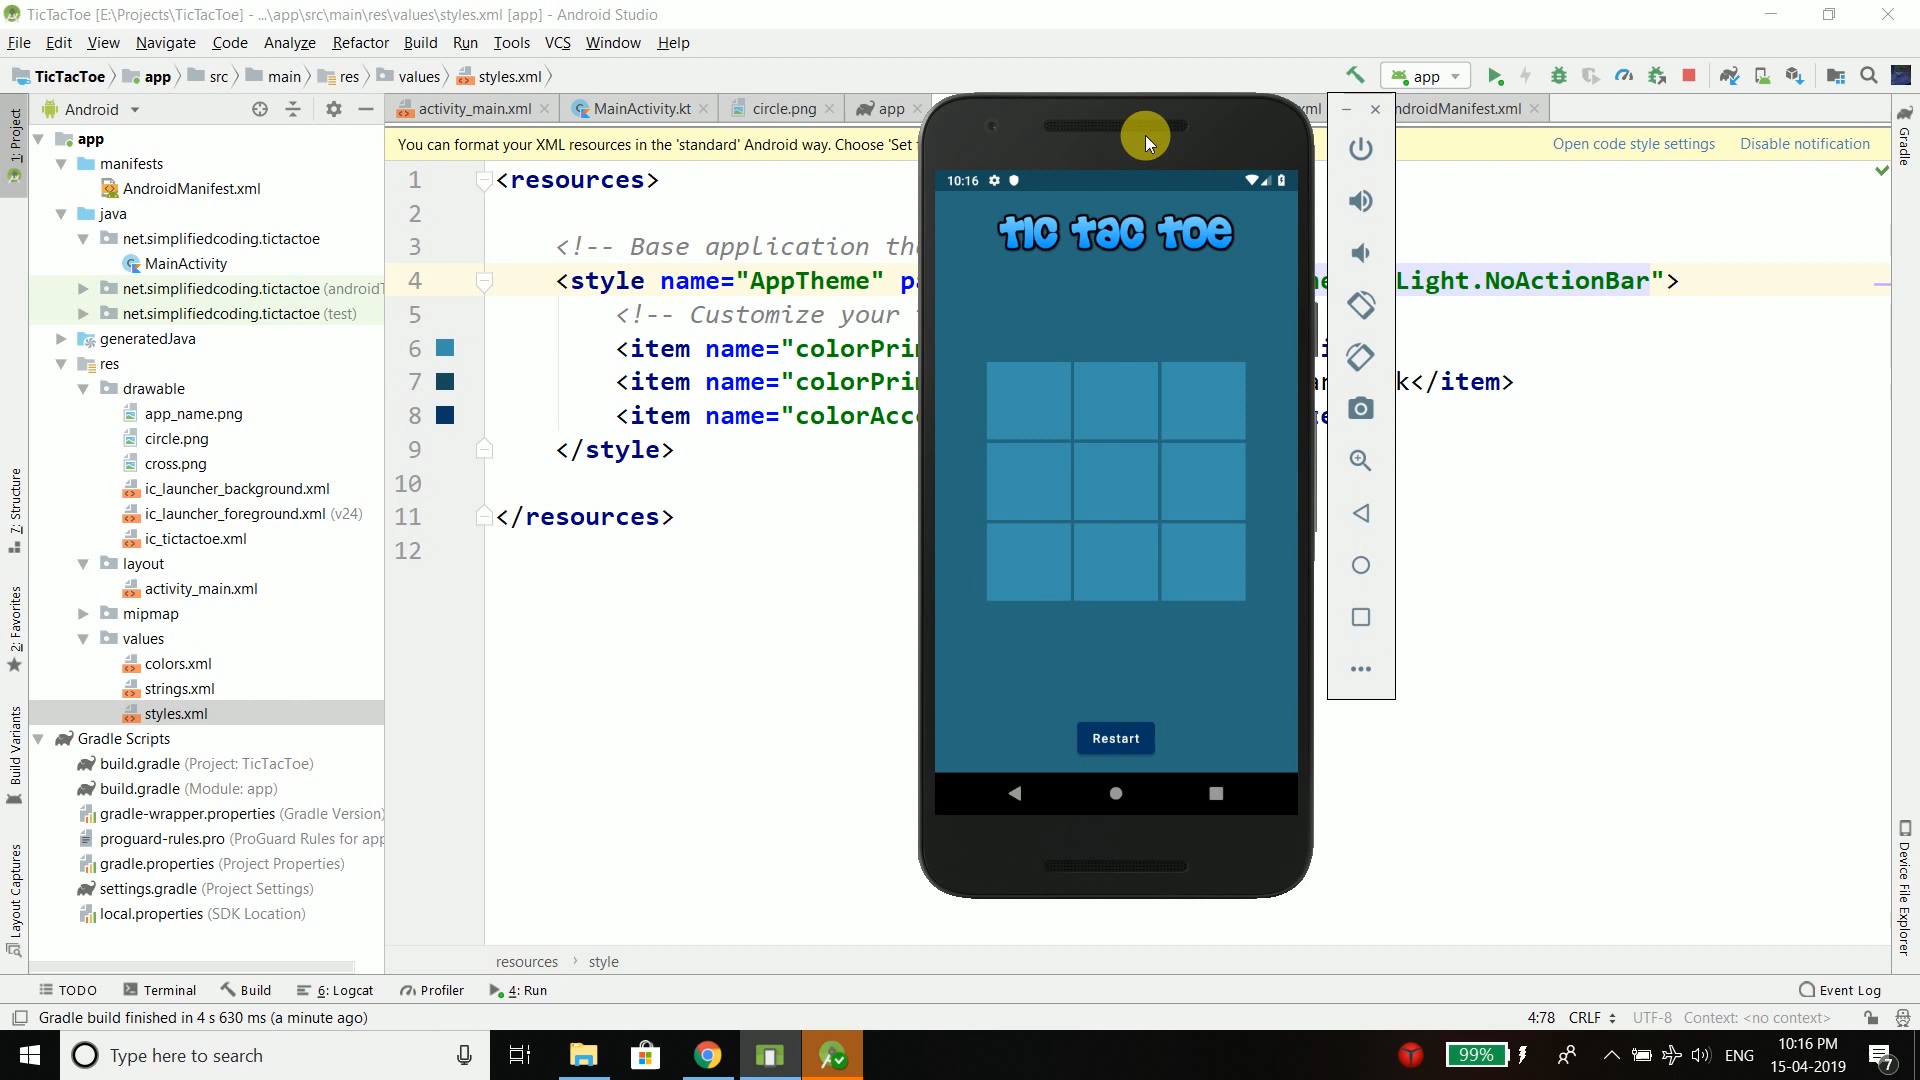 TicTacToe [E:\Projects\TicTacToe] - ...\app\src\main\res\values\styles.xml [app] - Android Studio
File Edit View Navigate Code Analyze Refactor Build Run Tools VCS Window Help
TicTacToe app src main res values styles.xml
app
Android
activity_main.xml MainActivity.kt circle.png app
ndroidManifest.xml
You can format your XML resources in the 'standard' Android way. Choose 'Set
Open code style settings Disable notification
1: Project
7: Structure
2: Favorites
Build Variants
Layout Captures
Gradle
Device File Explorer
app
manifests
AndroidManifest.xml
java
net.simplifiedcoding.tictactoe
MainActivity
net.simplifiedcoding.tictactoe (androidT
net.simplifiedcoding.tictactoe (test)
generatedJava
res
drawable
app_name.png
circle.png
cross.png
ic_launcher_background.xml
ic_launcher_foreground.xml (v24)
ic_tictactoe.xml
layout
activity_main.xml
mipmap
values
colors.xml
strings.xml
styles.xml
Gradle Scripts
build.gradle (Project: TicTacToe)
build.gradle (Module: app)
gradle-wrapper.properties (Gradle Version)
proguard-rules.pro (ProGuard Rules for app
gradle.properties (Project Properties)
settings.gradle (Project Settings)
local.properties (SDK Location)
1 <resources>
2
3 <!-- Base application th
4 <style name="AppTheme" pa Light.NoActionBar">
5 <!-- Customize your
6 <item name="colorPri
7 <item name="colorPri k</item>
8 <item name="colorAcc
9 </style>
10
11 </resources>
12
10:16
TIC TAC TOE
Restart
resources › style
TODO Terminal Build 6: Logcat Profiler 4: Run Event Log
Gradle build finished in 4 s 630 ms (a minute ago)
4:78 CRLF UTF-8 Context: <no context>
Type here to search
99%
ENG
10:16 PM
15-04-2019
7